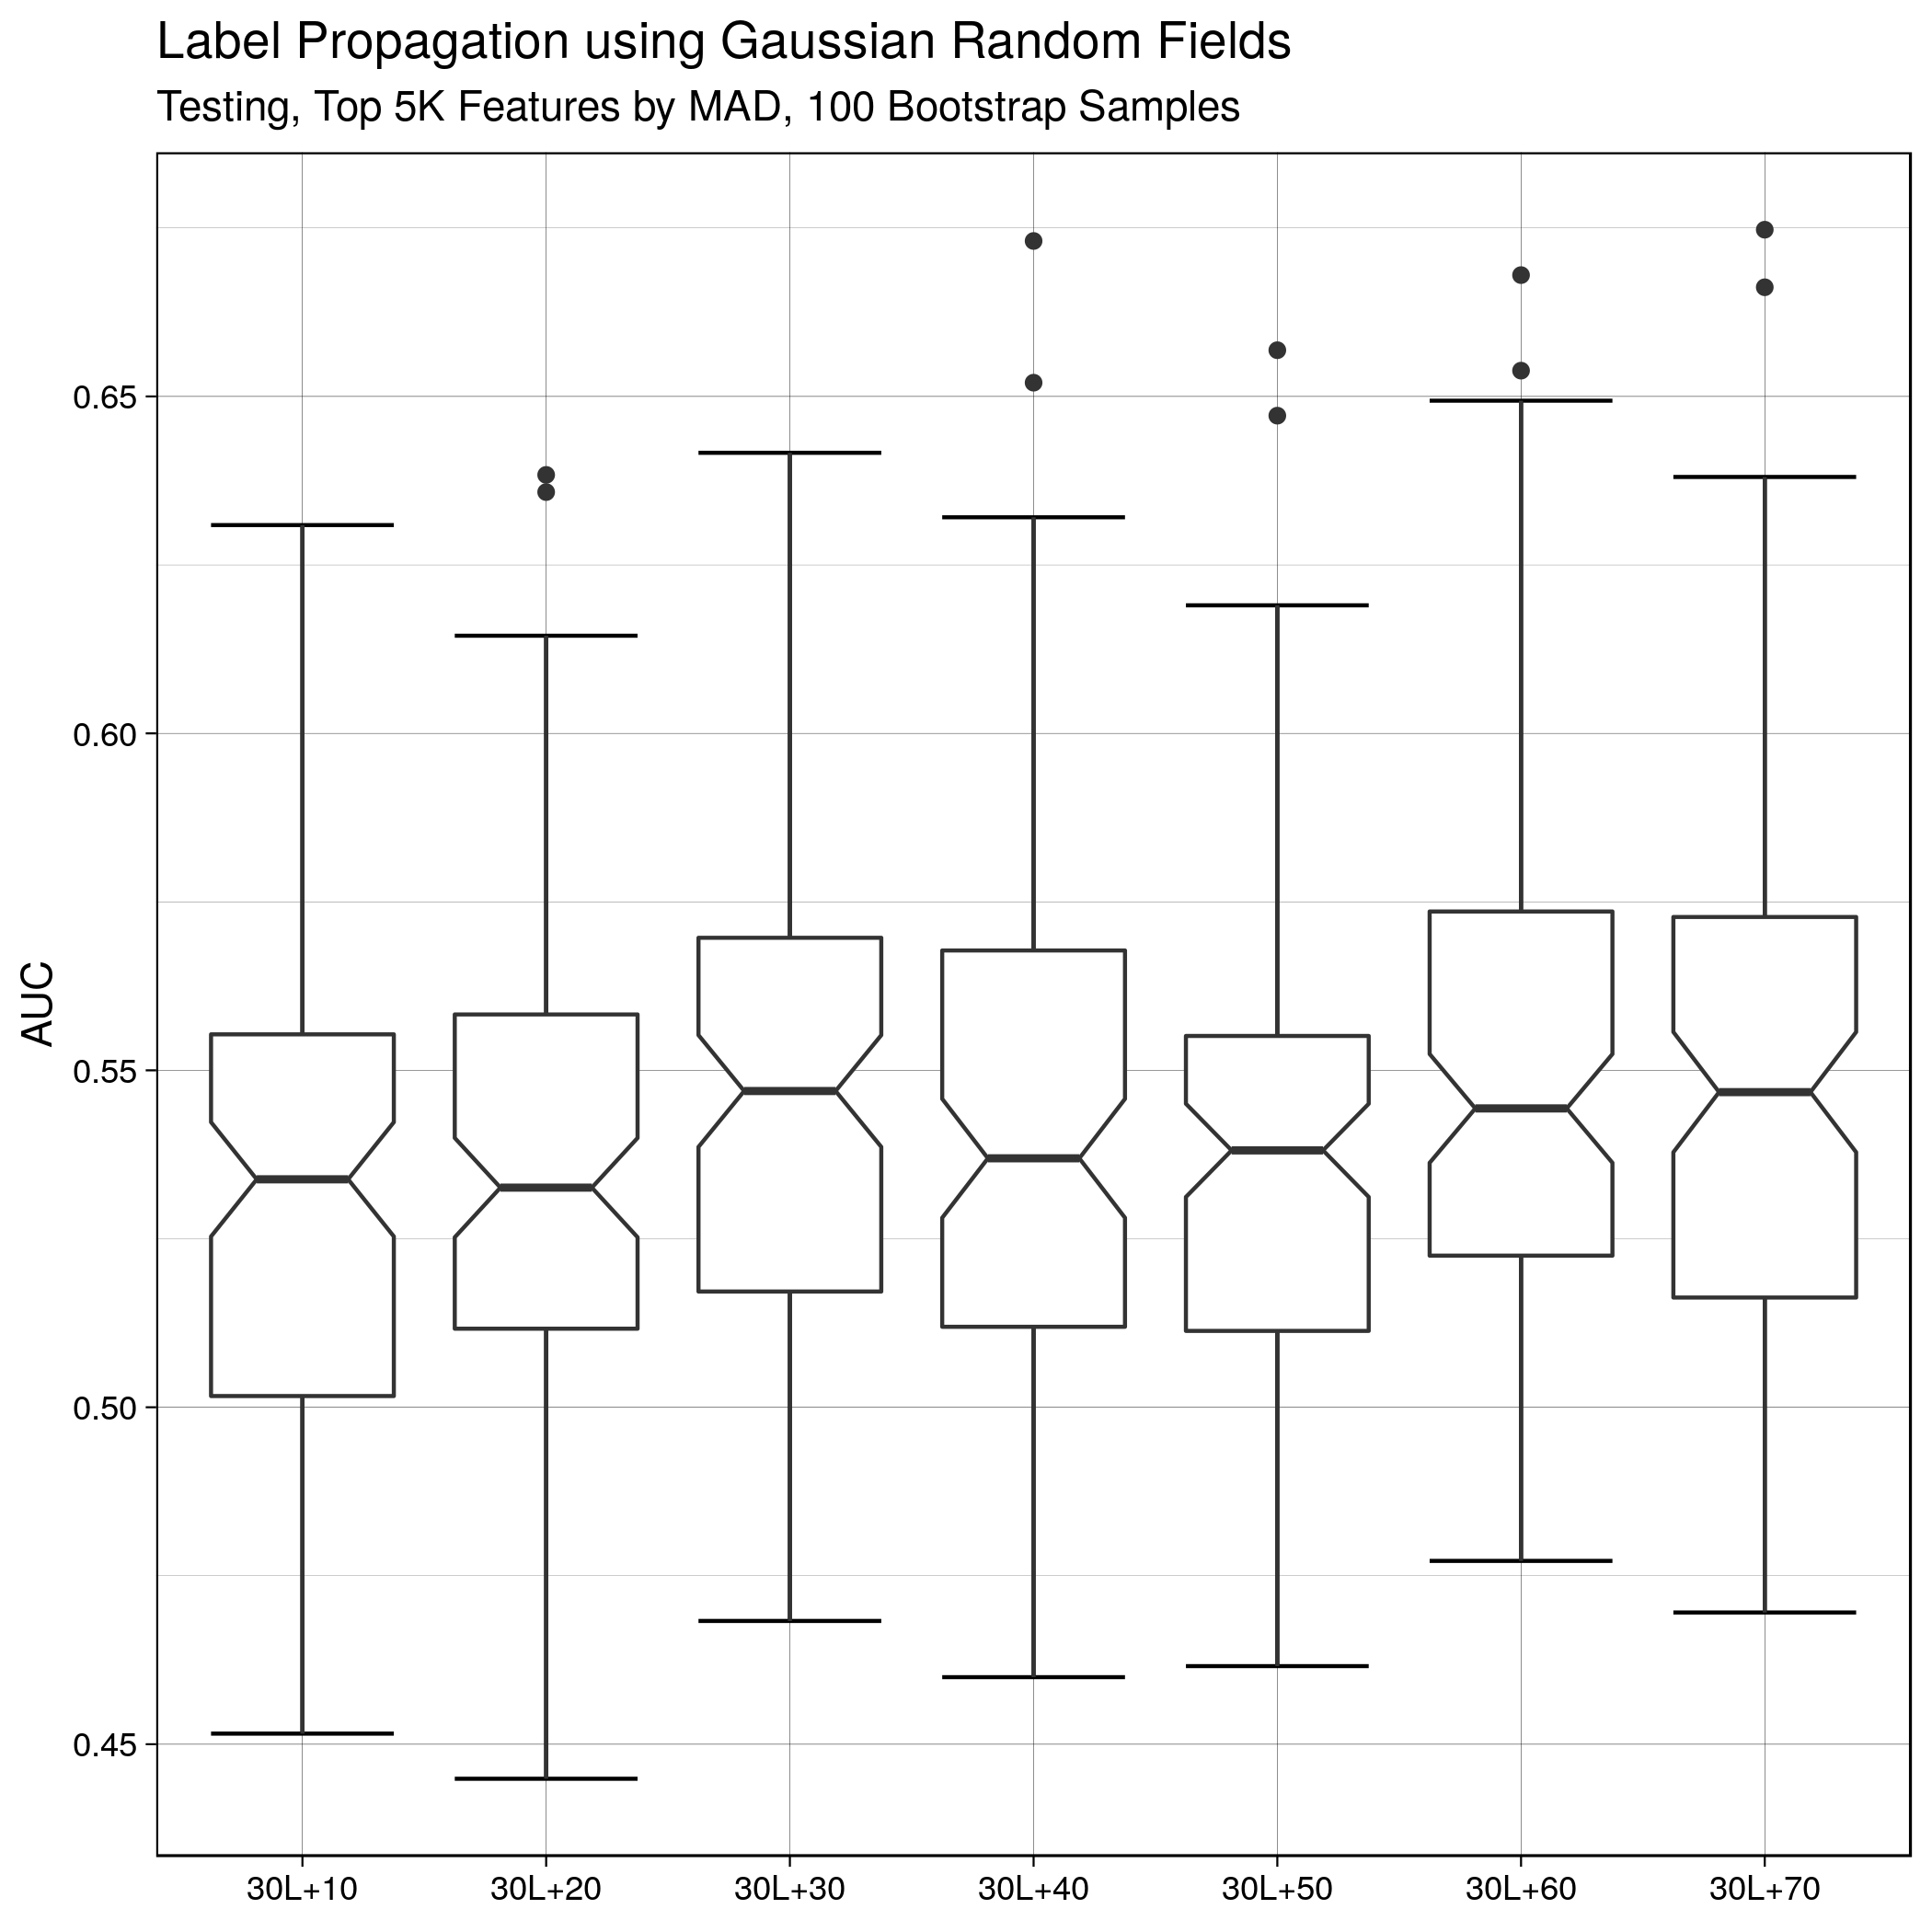 Label Propagation using Gaussian Random Fields
Testing, Top 5K Features by MAD, 100 Bootstrap Samples
AUC
0.65
0.60
0.55
0.50
0.45
30L+10 30L+20 30L+30 30L+40 30L+50 30L+60 30L+70